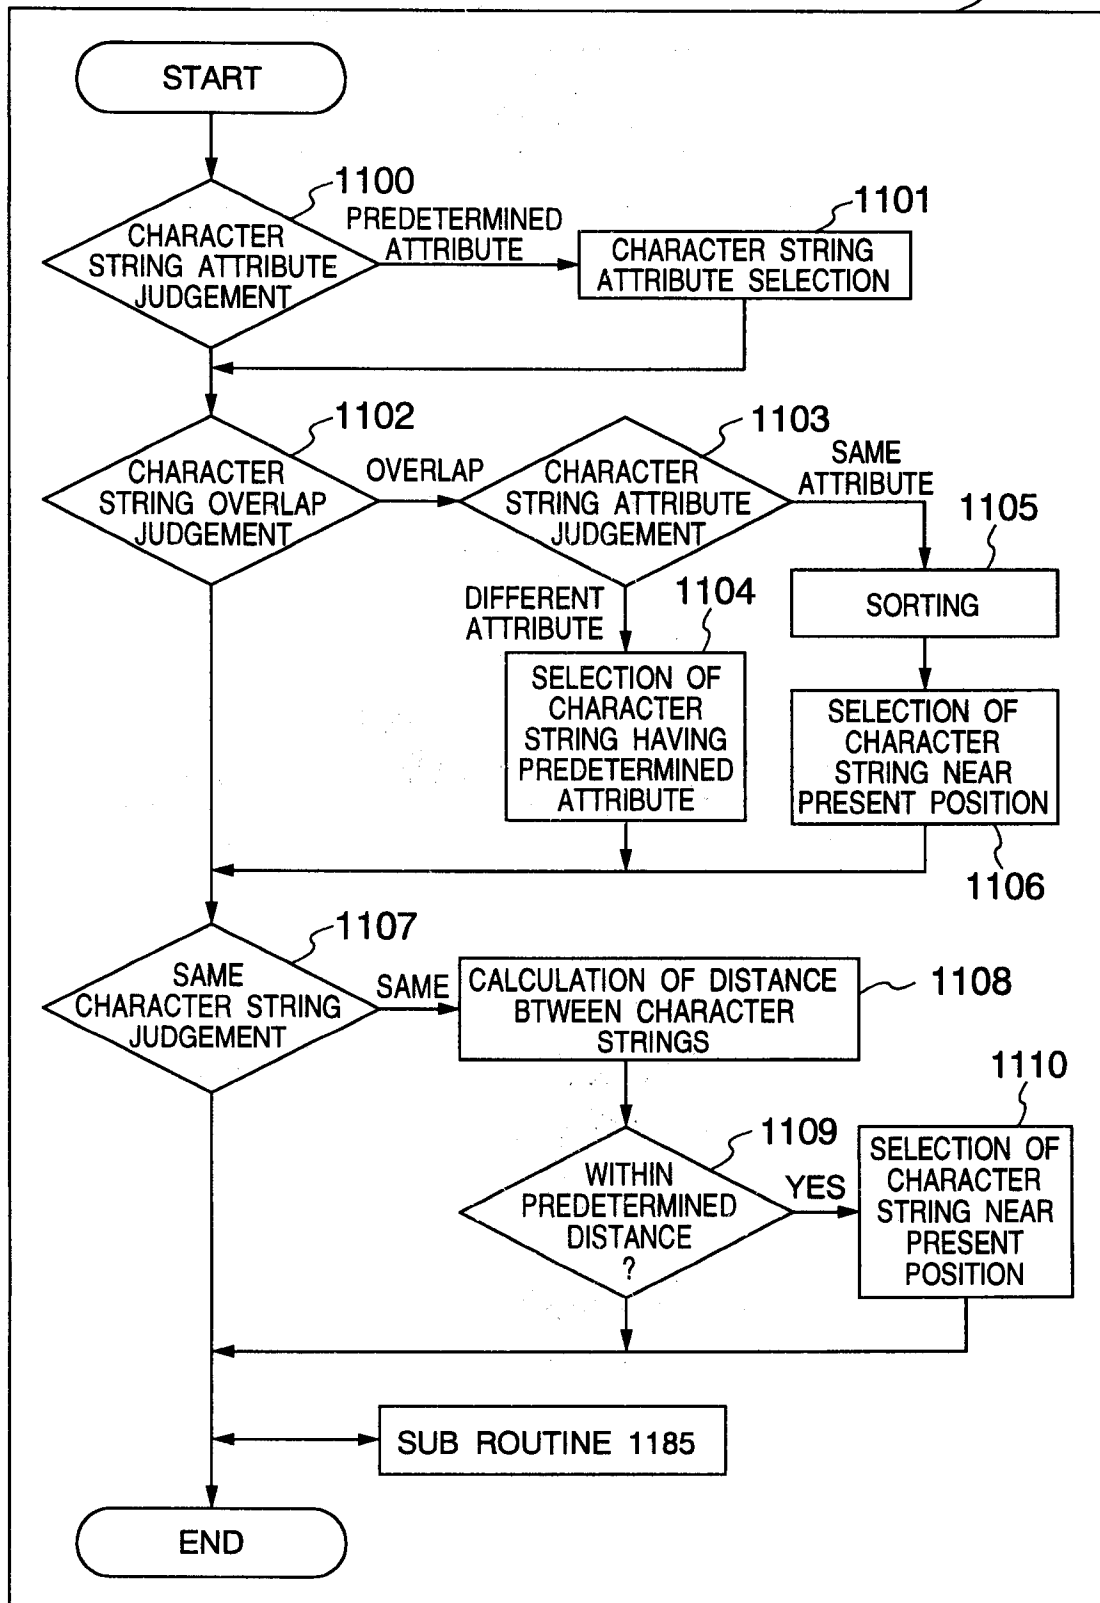 START
1100
CHARACTER
STRING ATTRIBUTE
JUDGEMENT
PREDETERMINED
ATTRIBUTE
1101
CHARACTER STRING
ATTRIBUTE SELECTION
1102
CHARACTER
STRING OVERLAP
JUDGEMENT
OVERLAP
1103
CHARACTER
STRING ATTRIBUTE
JUDGEMENT
SAME
ATTRIBUTE
1105
SORTING
DIFFERENT
ATTRIBUTE
1104
SELECTION OF
CHARACTER
STRING HAVING
PREDETERMINED
ATTRIBUTE
SELECTION OF
CHARACTER
STRING NEAR
PRESENT POSITION
1106
1107
SAME
CHARACTER STRING
JUDGEMENT
SAME
CALCULATION OF DISTANCE
BTWEEN CHARACTER
STRINGS
1108
1109
WITHIN
PREDETERMINED
DISTANCE
?
YES
1110
SELECTION OF
CHARACTER
STRING NEAR
PRESENT
POSITION
SUB ROUTINE 1185
END